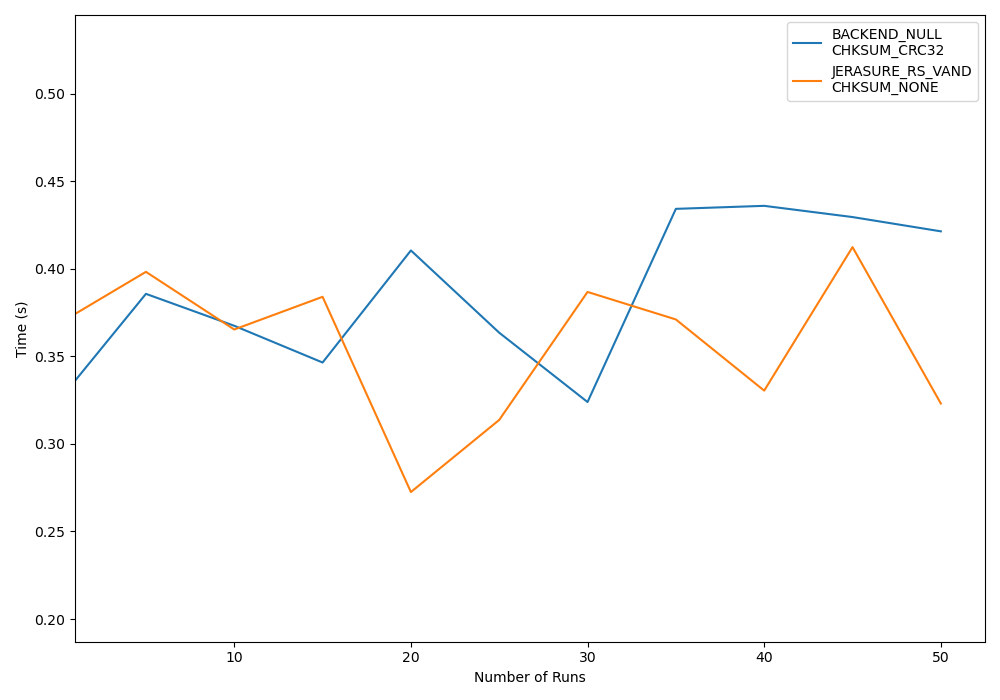 BACKEND_NULL
CHKSUM_CRC32
JERASURE_RS_VAND
CHKSUM_NONE
0.50
0.45
0.40
0.35
0.30
0.25
0.20
Time (s)
10 20 30 40 50
Number of Runs